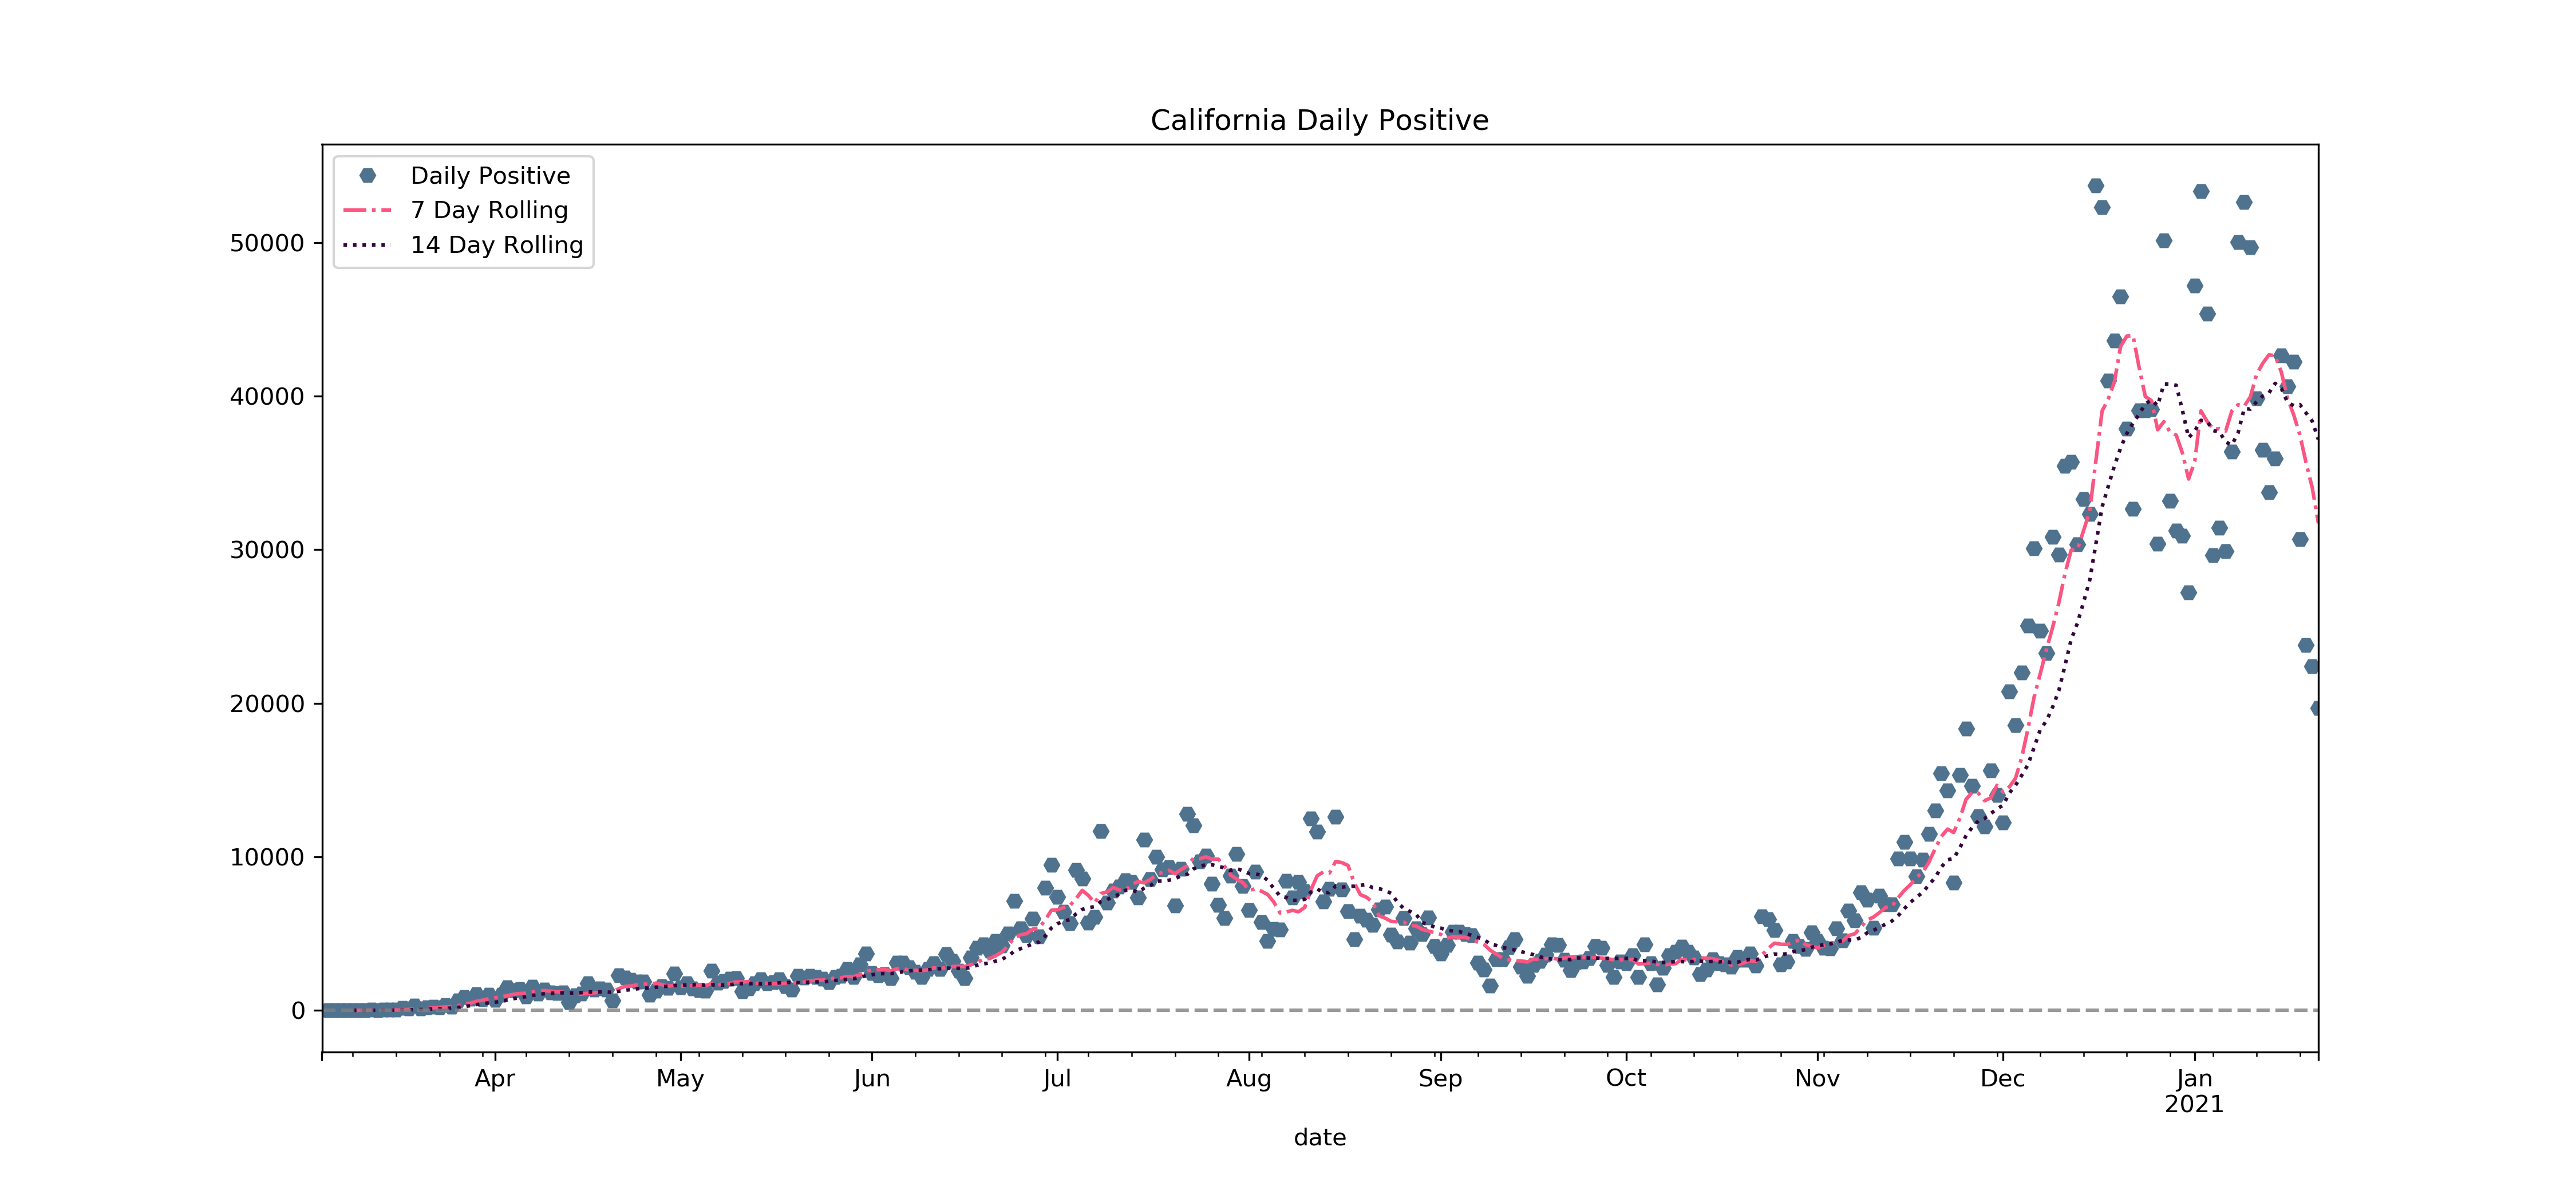 California Daily Positive
Daily Positive
7 Day Rolling
14 Day Rolling
50000
40000
30000
20000
10000
0
Apr May Jun Jul Aug Sep Oct Nov Dec Jan
2021
date